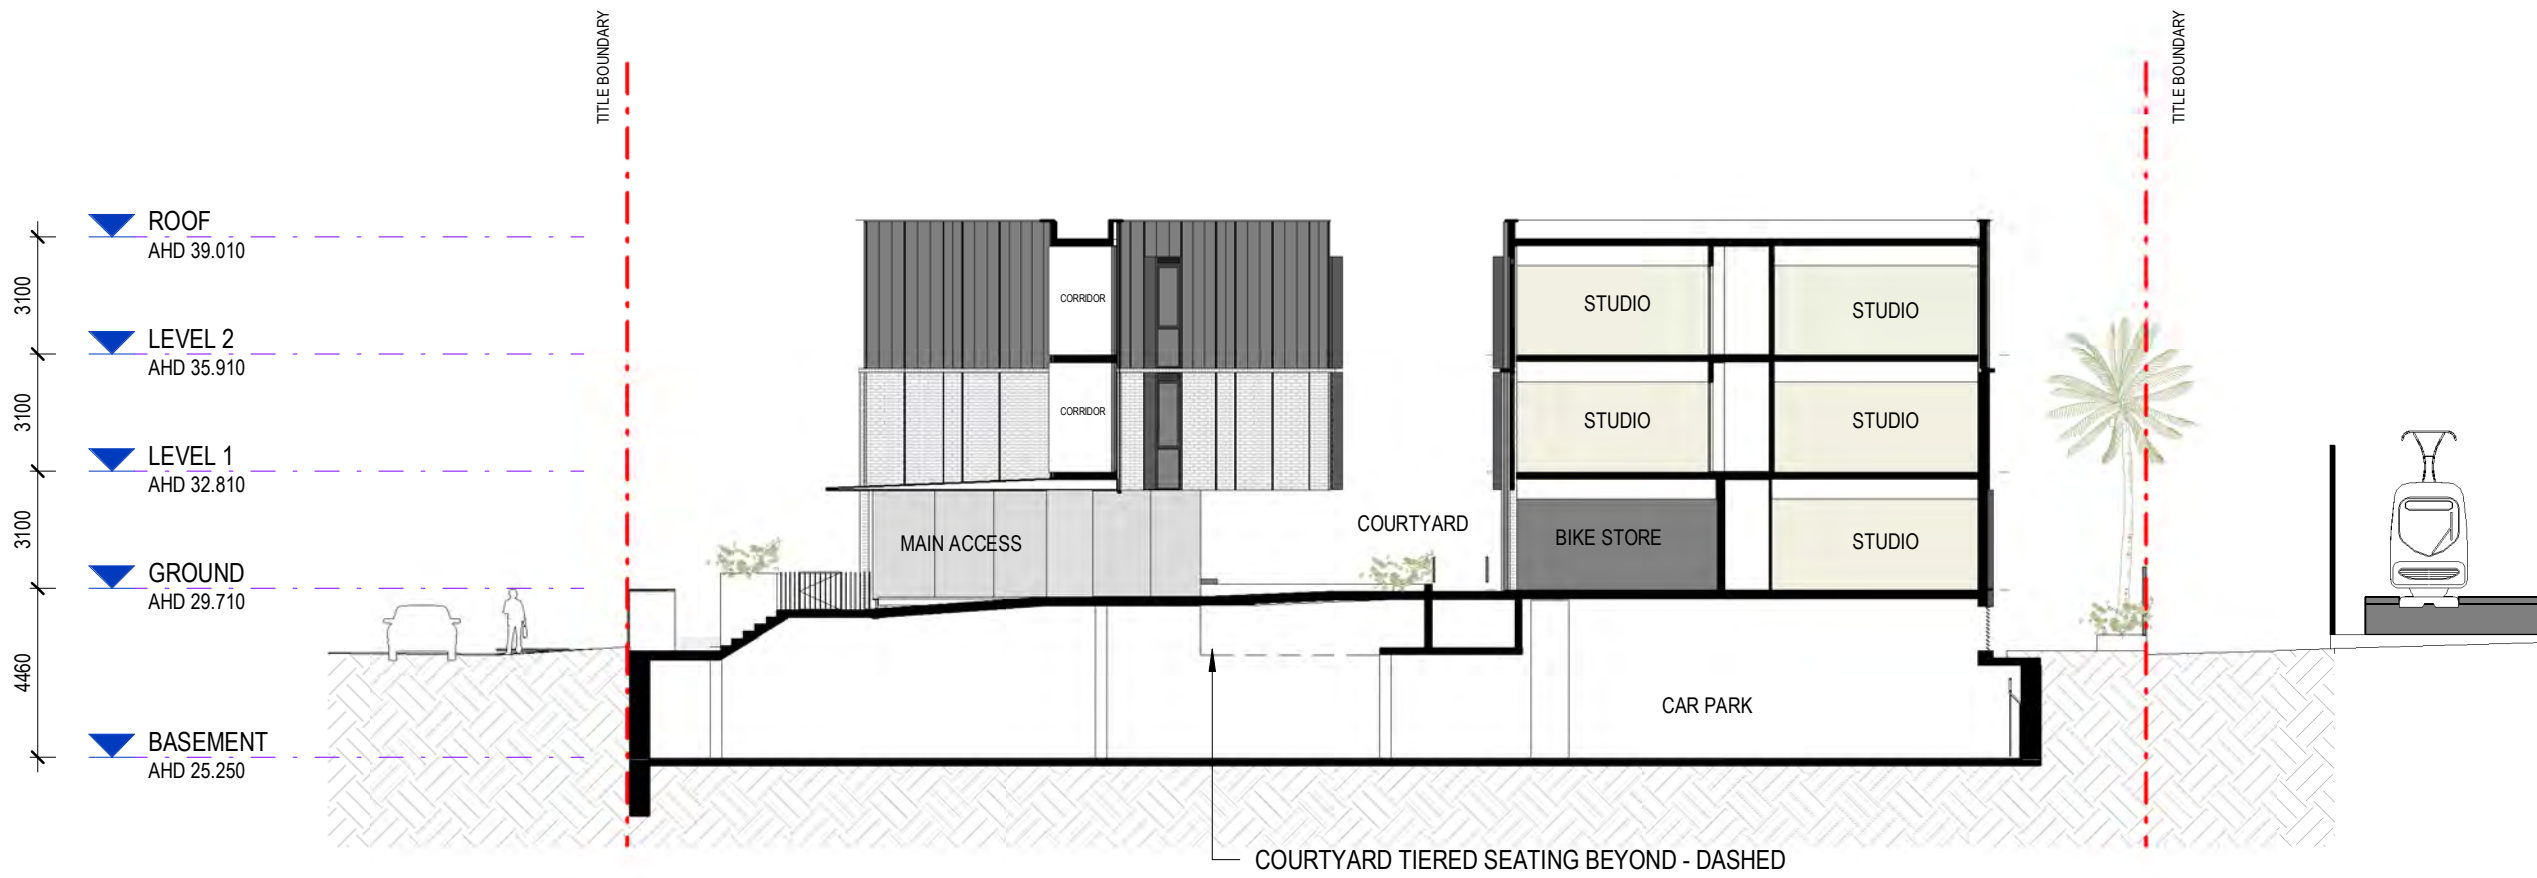 TITLE BOUNDARY
TITLE BOUNDARY
ROOF
AHD 39.010
3100
LEVEL 2
AHD 35.910
3100
LEVEL 1
AHD 32.810
3100
GROUND
AHD 29.710
4460
BASEMENT
AHD 25.250
CORRIDOR
STUDIO
STUDIO
CORRIDOR
STUDIO
STUDIO
MAIN ACCESS
COURTYARD
BIKE STORE
STUDIO
CAR PARK
COURTYARD TIERED SEATING BEYOND - DASHED